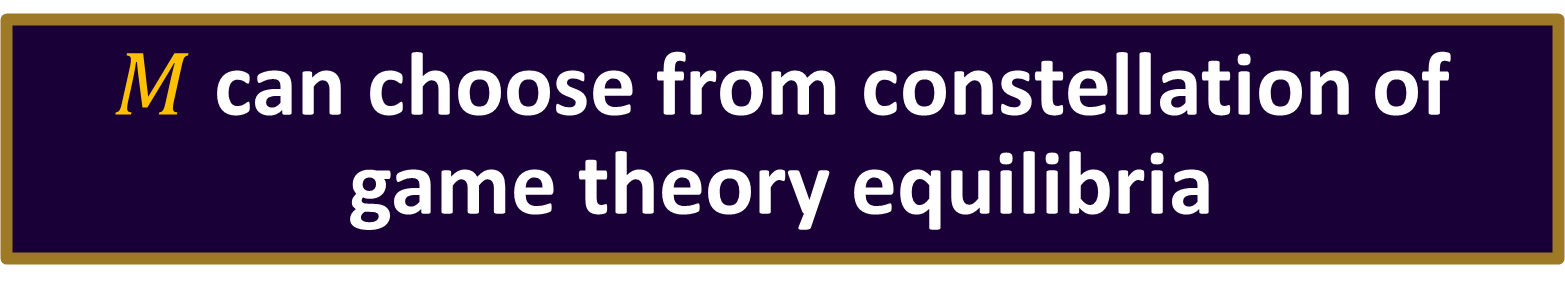 M can choose from constellation of
game theory equilibria